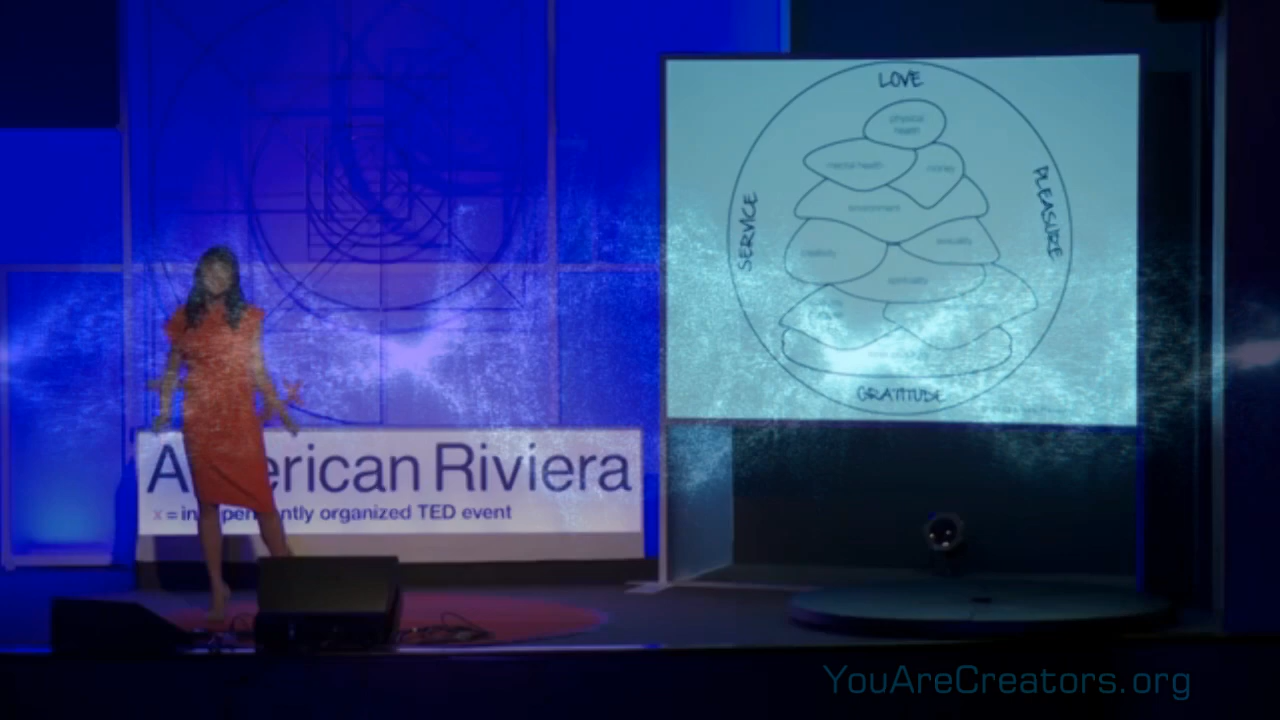 LOVE
physical
health
mental health
money
environment
PLEASURE
SERVICE
creativity
sexuality
spirituality
GRATITUDE
American Riviera
x = independently organized TED event
YouAreCreators.org